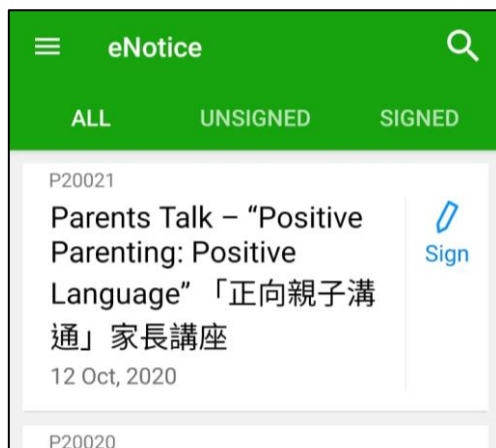 eNotice
ALL UNSIGNED SIGNED
P20021
Parents Talk – “Positive
Parenting: Positive
Language” 「正向親子溝
通」家長講座
Sign
12 Oct, 2020
P20020